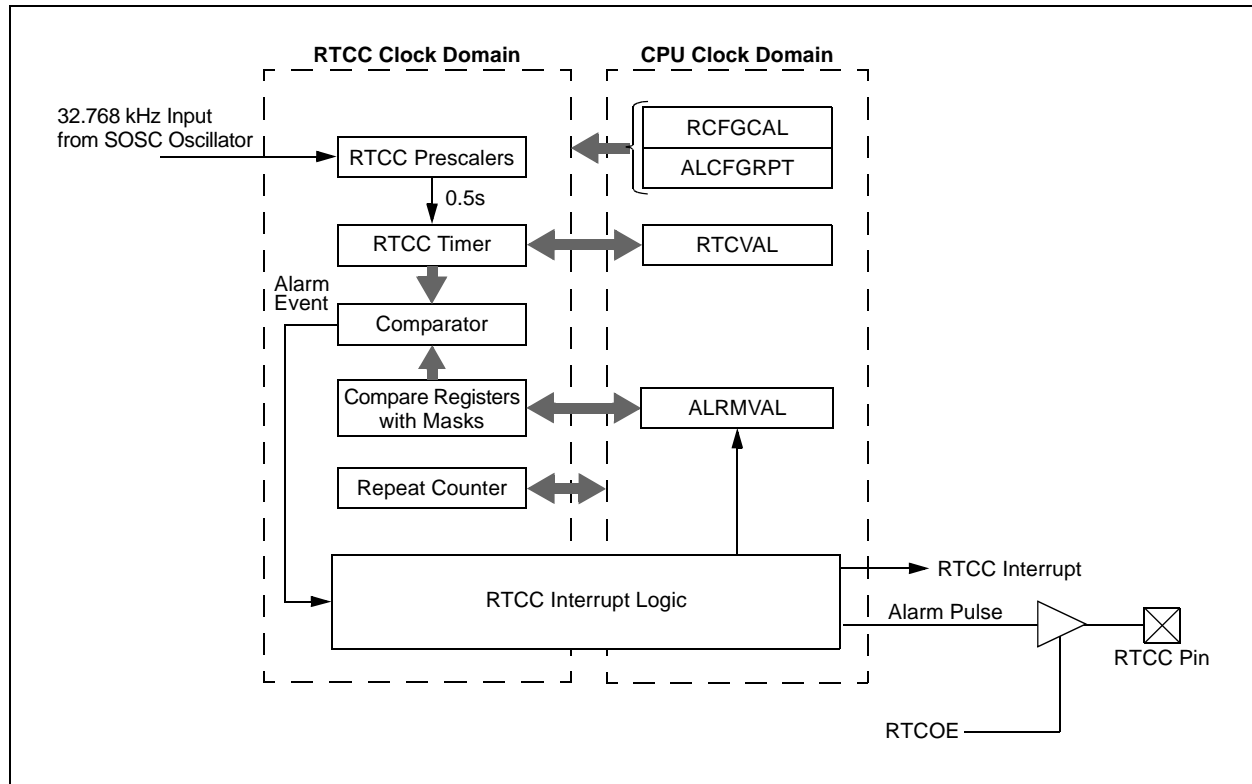 RTCC Clock Domain
CPU Clock Domain
32.768 kHz Input
from SOSC Oscillator
RTCC Prescalers
0.5s
RTCC Timer
Alarm
Event
Comparator
Compare Registers
with Masks
Repeat Counter
RCFGCAL
ALCFGRPT
RTCVAL
ALRMVAL
RTCC Interrupt Logic
RTCC Interrupt
Alarm Pulse
RTCC Pin
RTCOE